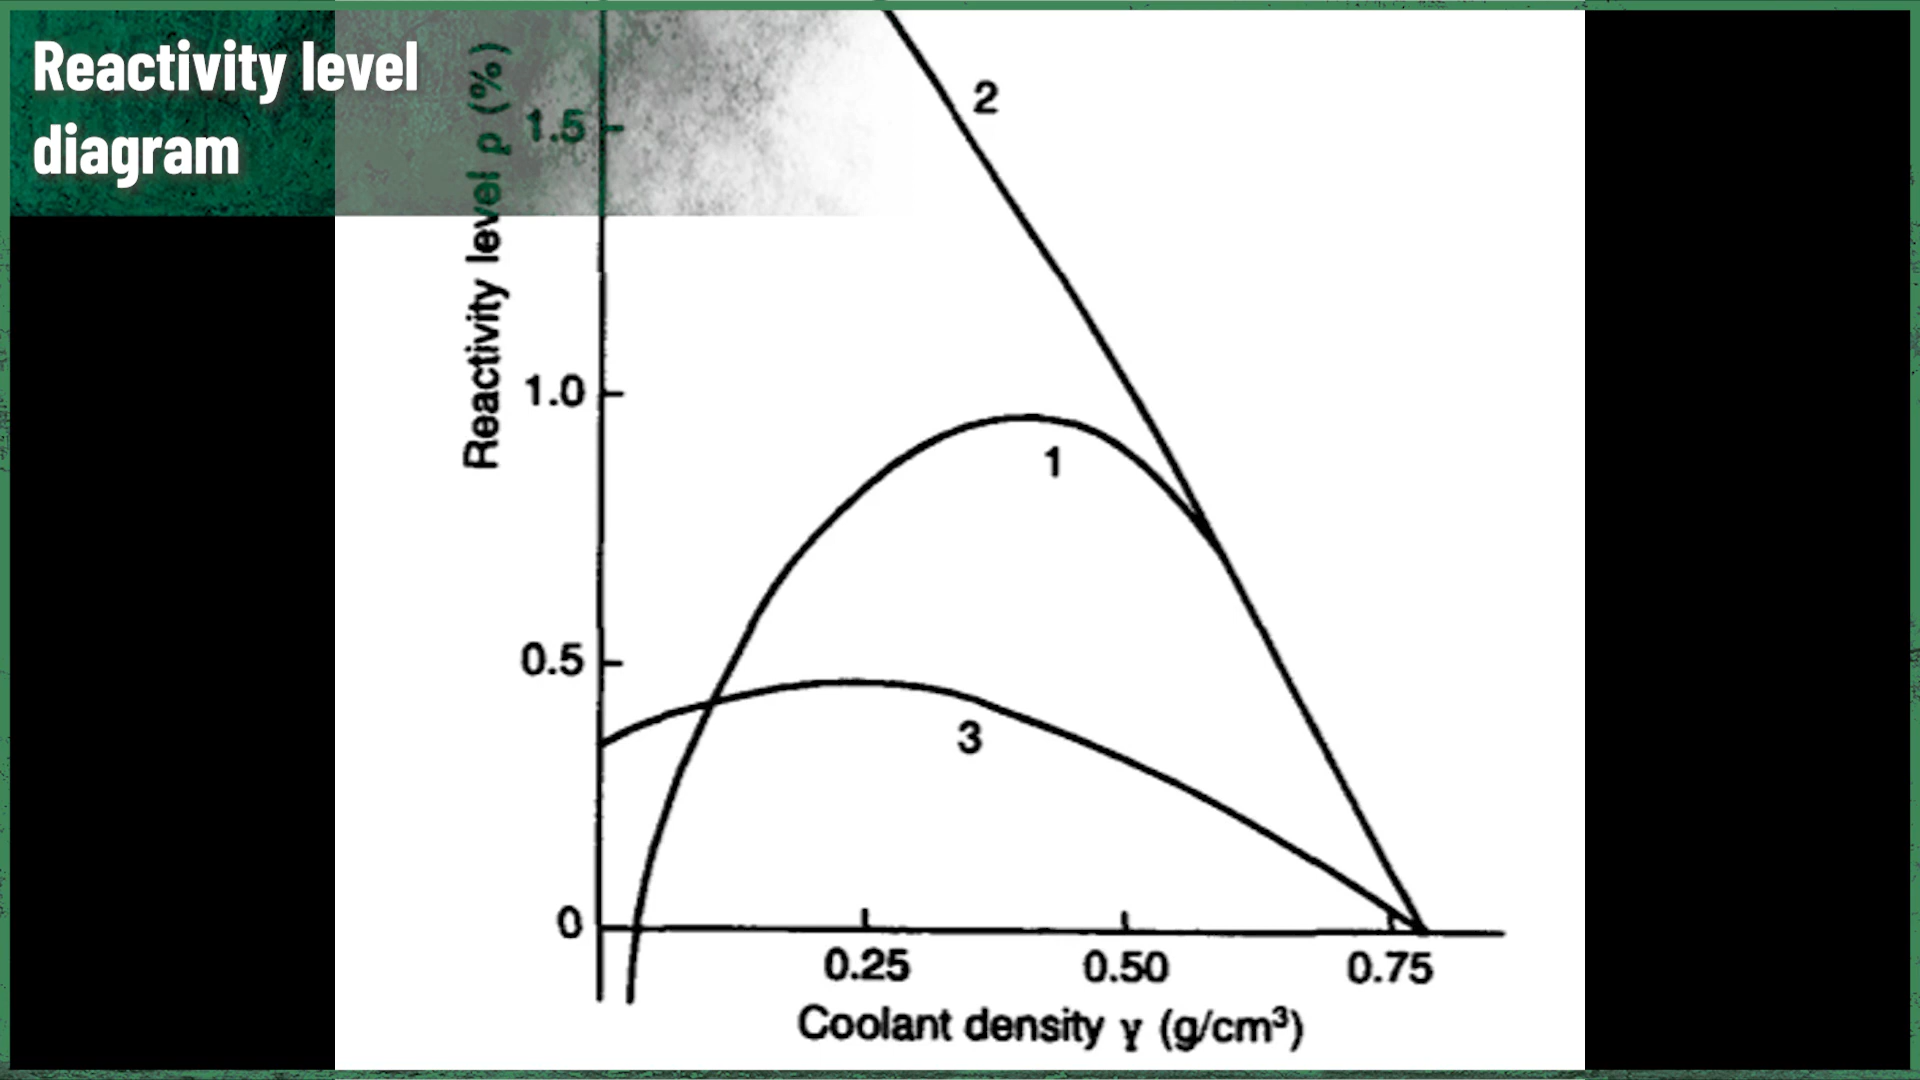 Reactivity level
diagram
Reactivity level ρ (%)
1.5
1.0
0.5
0
2
1
3
0.25 0.50 0.75
Coolant density γ (g/cm³)